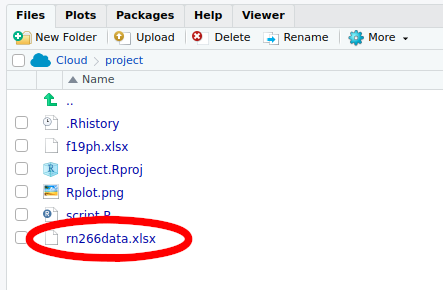 Files Plots Packages Help Viewer
New Folder Upload Delete Rename More
Cloud project
Name
..
.Rhistory
f19ph.xlsx
project.Rproj
Rplot.png
script.R
rn266data.xlsx